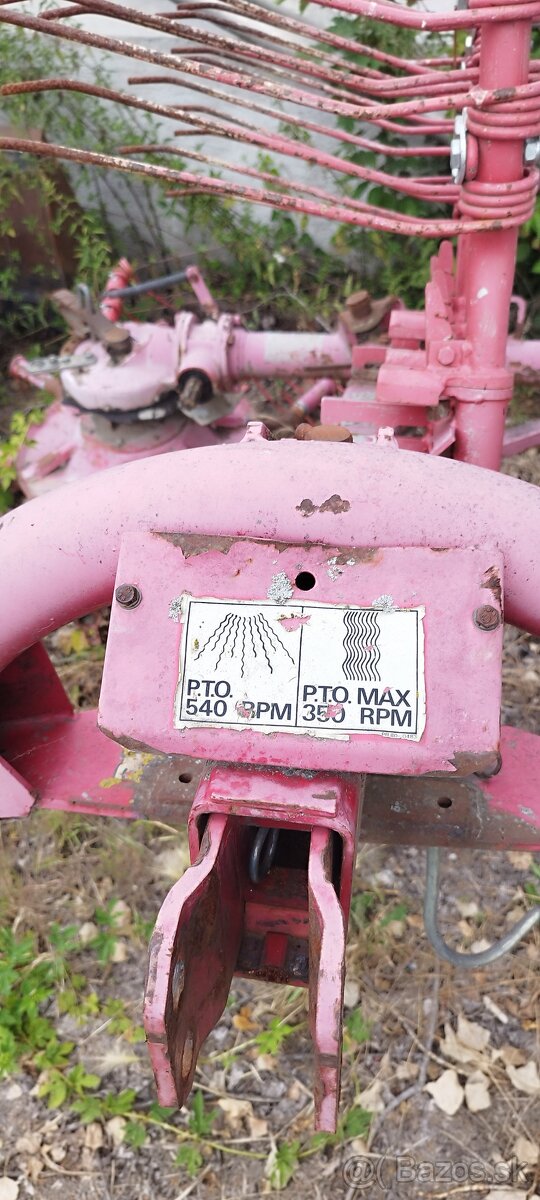 P.T.O.
540 RPM
P.T.O. MAX
350 RPM
@ Bazos.sk